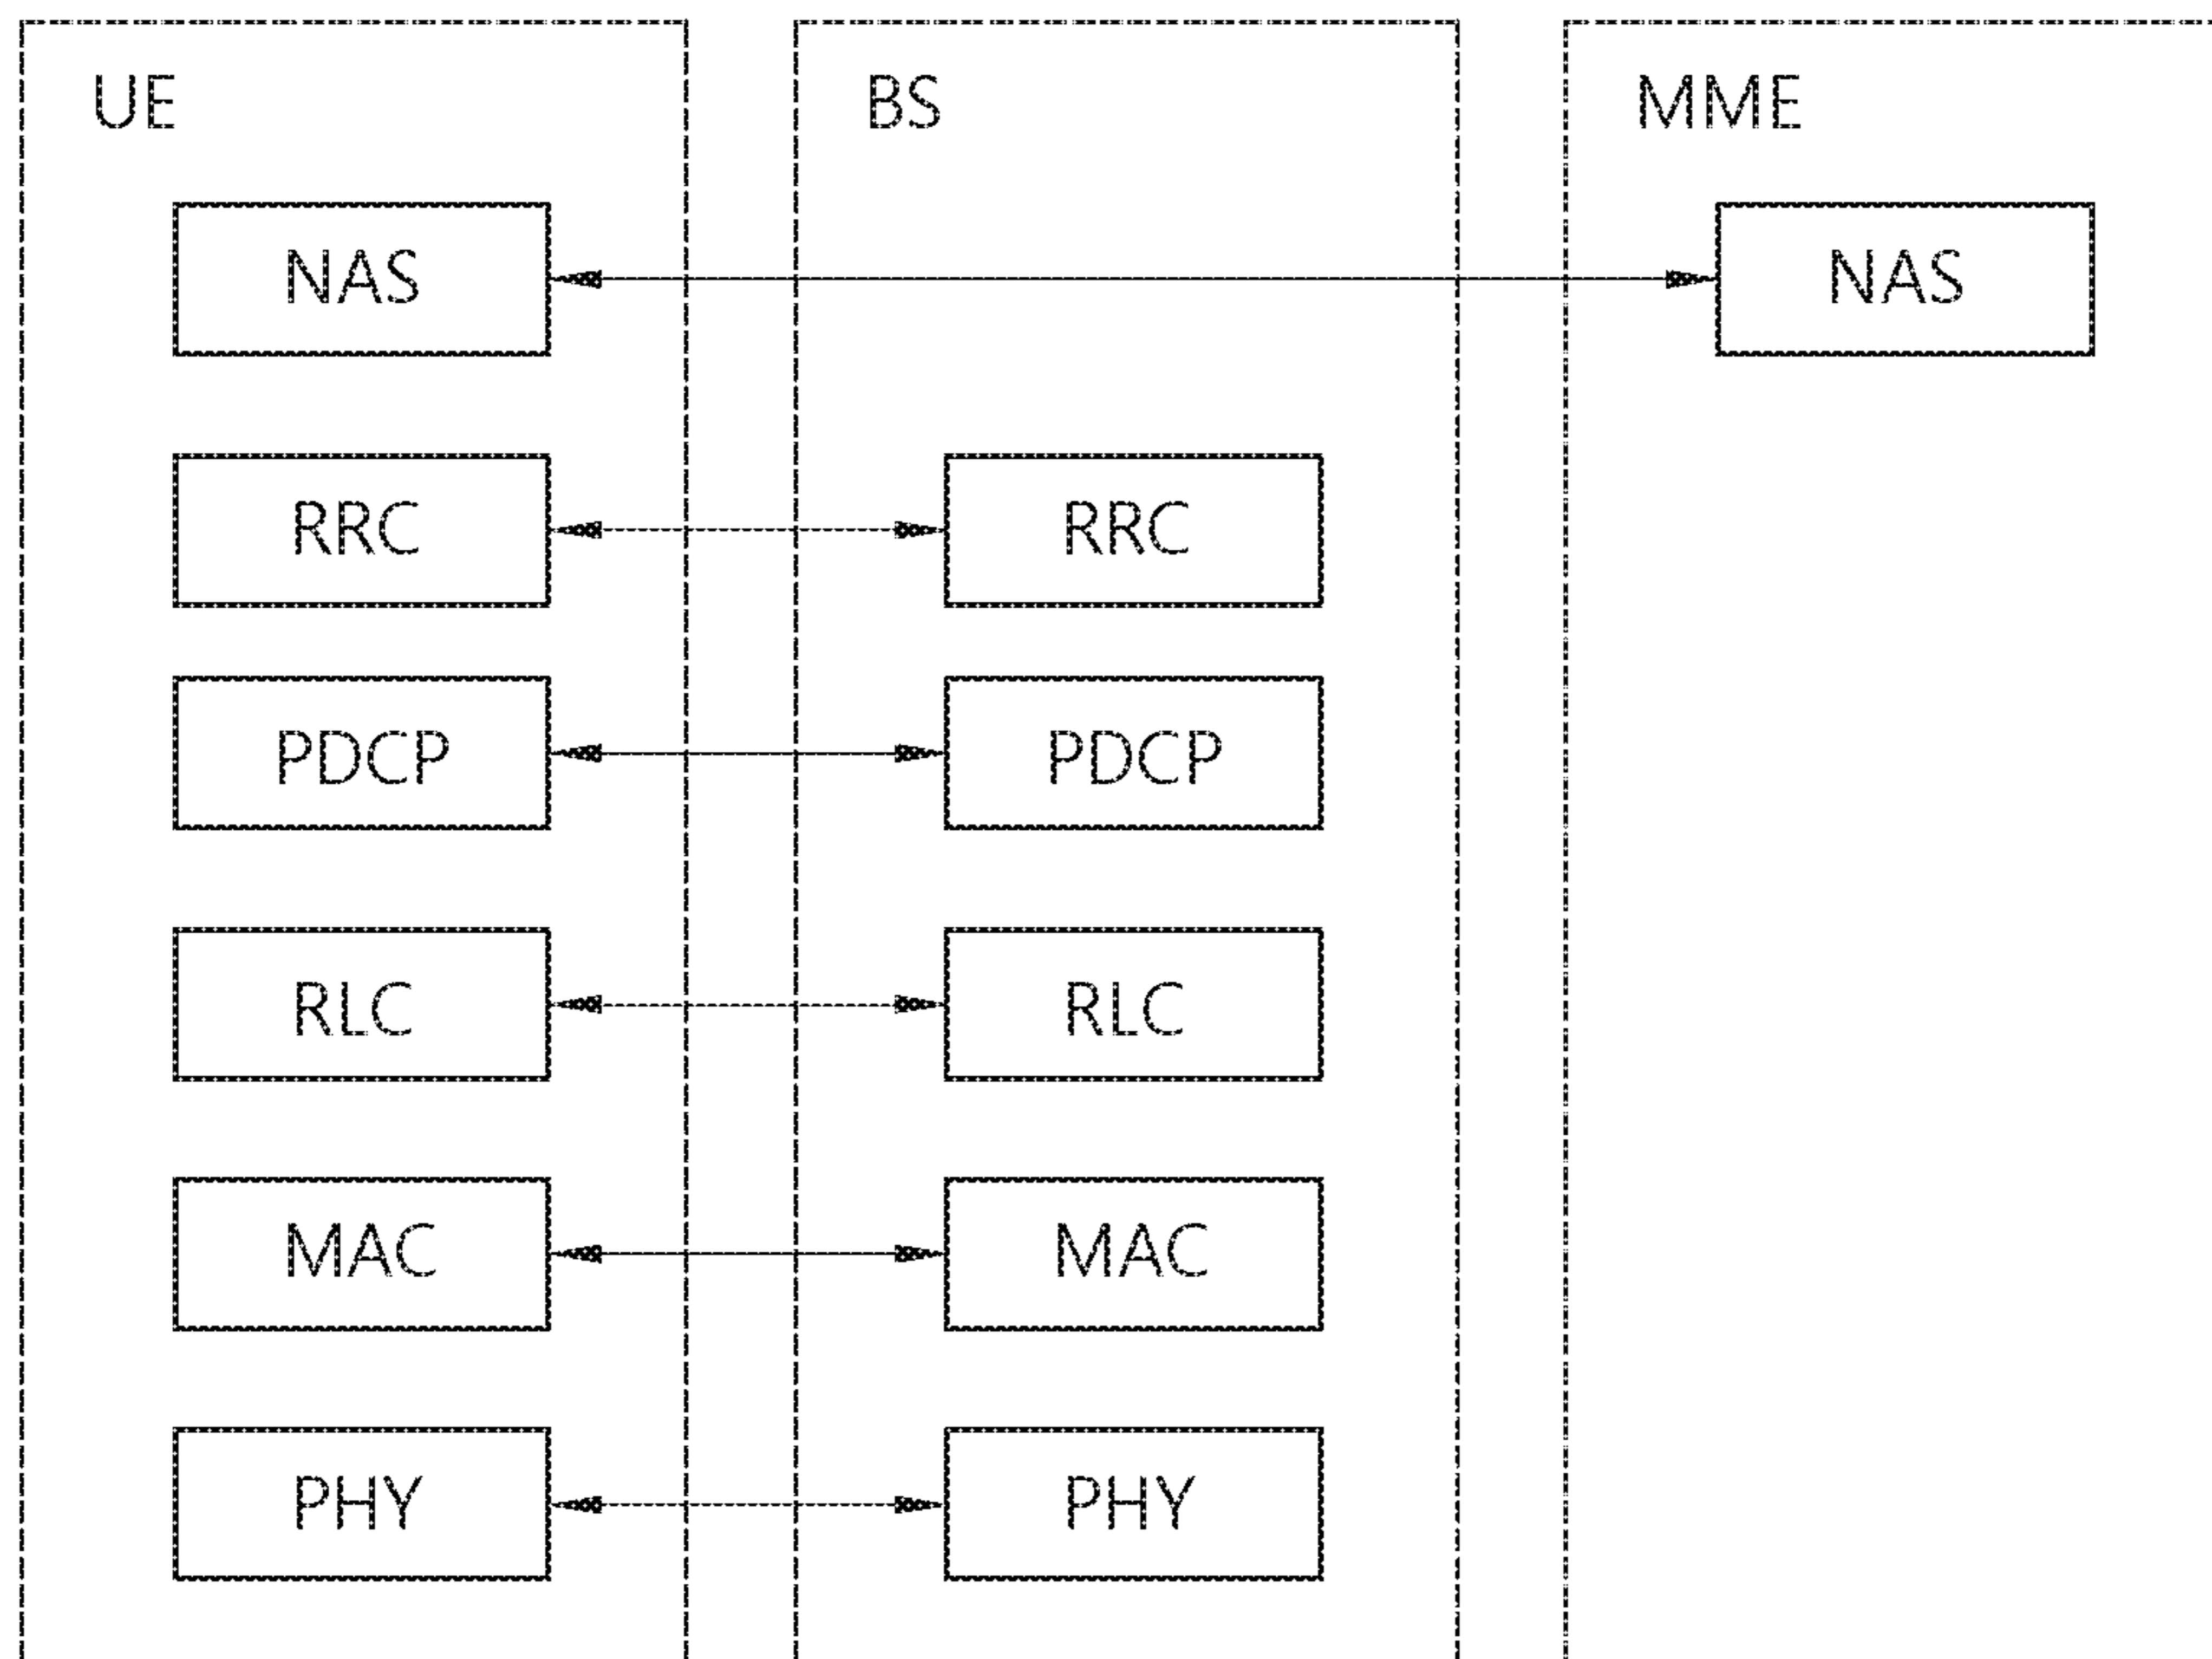 UE BS MME
NAS NAS
RRC RRC
PDCP PDCP
RLC RLC
MAC MAC
PHY PHY